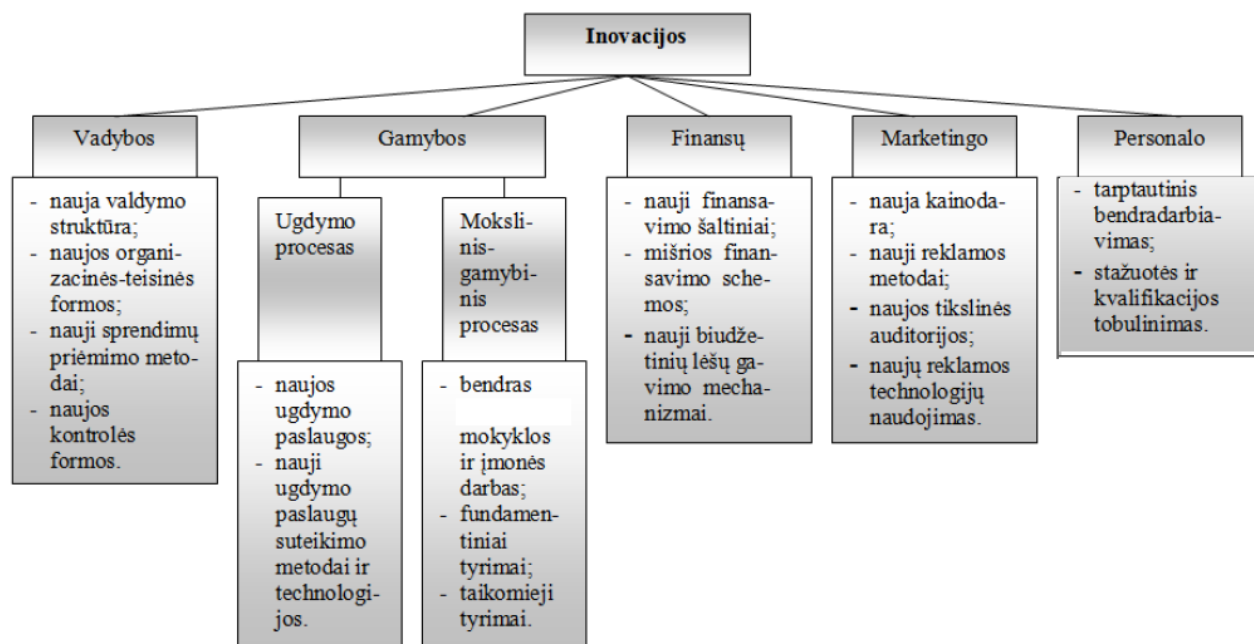 Inovacijos
Vadybos
Gamybos
Finansų
Marketingo
Personalo
- nauja valdymo
struktūra;
- naujos organi-
zacinės-teisinės
formos;
- nauji sprendimų
priėmimo meto-
dai;
- naujos
kontrolės
formos.
Ugdymo
procesas
- naujos
ugdymo
paslaugos;
- nauji
ugdymo
paslaugų
suteikimo
metodai ir
technologi-
jos.
Moksli-
nis-
gamybi-
nis
procesas
- bendras
mokyklos
ir įmonės
darbas;
- fundamen-
tiniai
tyrimai;
- taikomieji
tyrimai.
- nauji finansa-
vimo šaltiniai;
- mišrios finan-
savimo sche-
mos;
- nauji biudže-
tinių lėšų ga-
vimo mecha-
nizmai.
- nauja kainoda-
ra;
- nauji reklamos
metodai;
- naujos tikslinės
auditorijos;
- naujų reklamos
technologijų
naudojimas.
- tarptautinis
bendradarbia-
vimas;
- stažuotės ir
kvalifikacijos
tobulinimas.